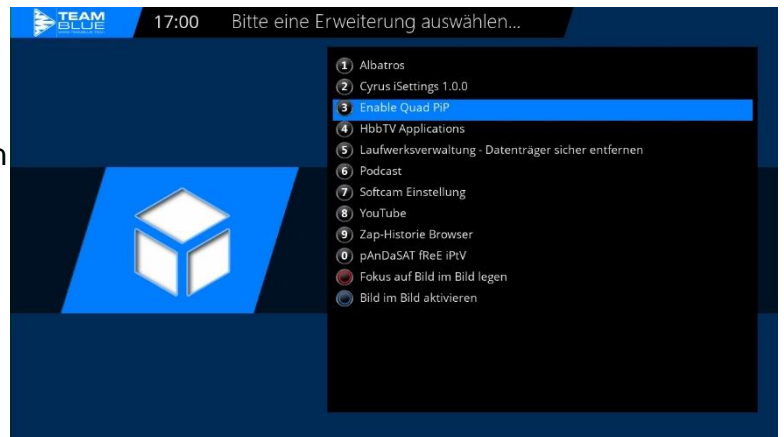 TEAM
BLUE
17:00
Bitte eine Erweiterung auswählen...
1 Albatros
2 Cyrus iSettings 1.0.0
3 Enable Quad PiP
4 HbbTV Applications
5 Laufwerksverwaltung - Datenträger sicher entfernen
6 Podcast
7 Softcam Einstellung
8 YouTube
9 Zap-Historie Browser
0 pAnDaSAT fReE iPtV
Fokus auf Bild im Bild legen
Bild im Bild aktivieren
n